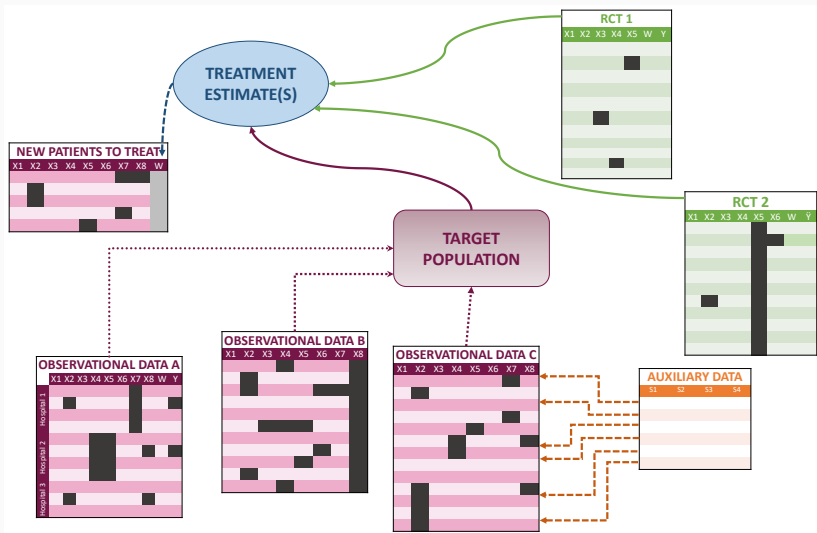 RCT 1
X1 X2 X3 X4 X5 W Y
TREATMENT
ESTIMATE(S)
NEW PATIENTS TO TREAT
X1 X2 X3 X4 X5 X6 X7 X8 W
RCT 2
X1 X2 X3 X4 X5 X6 W Ỹ
TARGET
POPULATION
OBSERVATIONAL DATA A
X1 X2 X3 X4 X5 X6 X7 X8 W Y
Hospital 1
Hospital 2
Hospital 3
OBSERVATIONAL DATA B
X1 X2 X3 X4 X5 X6 X7 X8
OBSERVATIONAL DATA C
X1 X2 X3 X4 X5 X6 X7 X8
AUXILIARY DATA
S1 S2 S3 S4